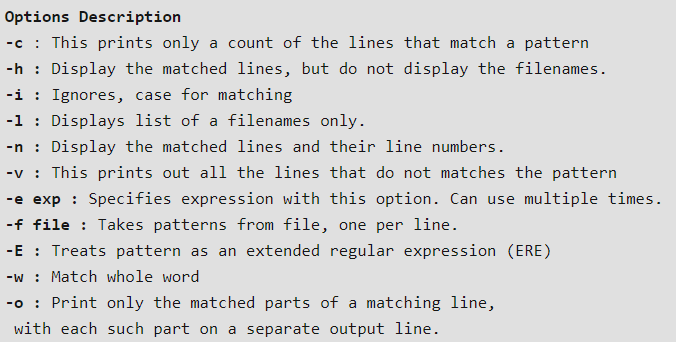 Options Description
-c : This prints only a count of the lines that match a pattern
-h : Display the matched lines, but do not display the filenames.
-i : Ignores, case for matching
-l : Displays list of a filenames only.
-n : Display the matched lines and their line numbers.
-v : This prints out all the lines that do not matches the pattern
-e exp : Specifies expression with this option. Can use multiple times.
-f file : Takes patterns from file, one per line.
-E : Treats pattern as an extended regular expression (ERE)
-w : Match whole word
-o : Print only the matched parts of a matching line,
with each such part on a separate output line.